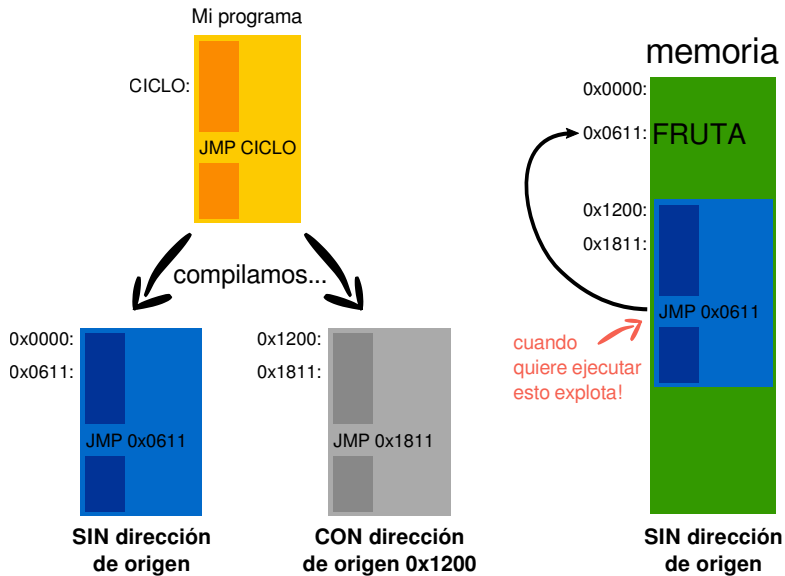 Mi programa
CICLO:
JMP CICLO
compilamos...
0x0000:
0x0611:
JMP 0x0611
SIN dirección
de origen
0x1200:
0x1811:
JMP 0x1811
CON dirección
de origen 0x1200
memoria
0x0000:
0x0611:
FRUTA
0x1200:
0x1811:
JMP 0x0611
cuando
quiere ejecutar
esto explota!
SIN dirección
de origen